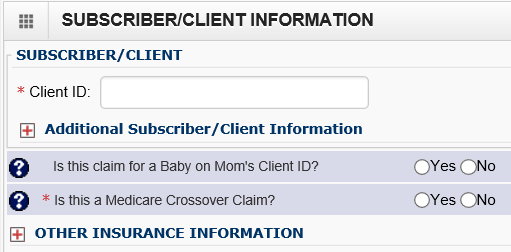 SUBSCRIBER/CLIENT INFORMATION
SUBSCRIBER/CLIENT
* Client ID:
Additional Subscriber/Client Information
? Is this claim for a Baby on Mom's Client ID? Yes No
? * Is this a Medicare Crossover Claim? Yes No
OTHER INSURANCE INFORMATION